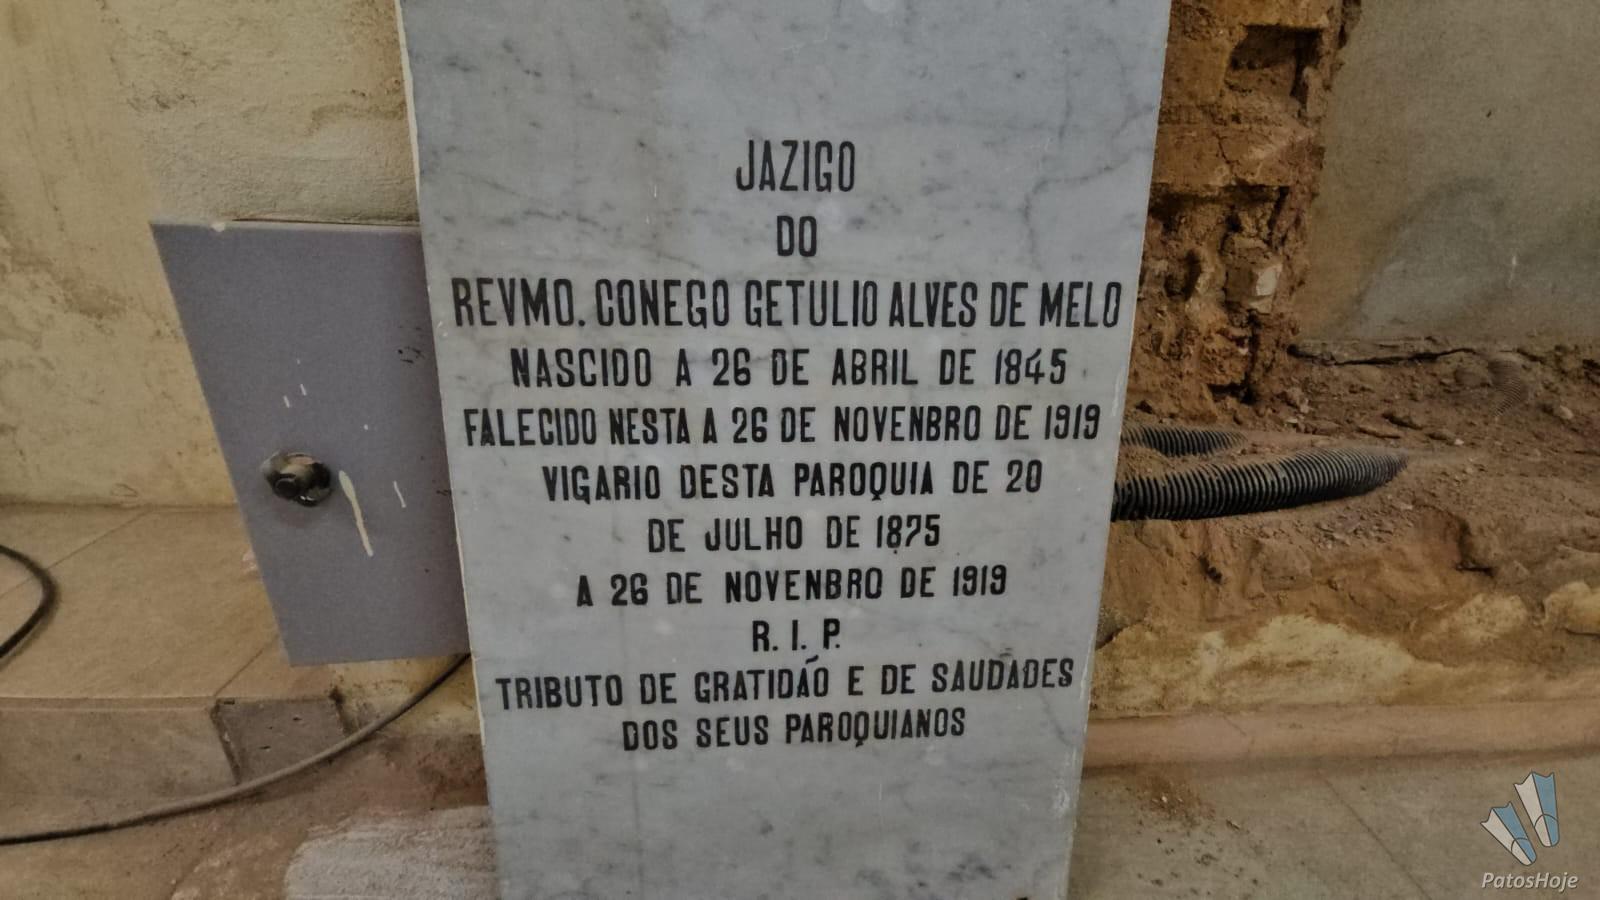 JAZIGO
DO
REVMO. CONEGO GETULIO ALVES DE MELO
NASCIDO A 26 DE ABRIL DE 1845
FALECIDO NESTA A 26 DE NOVENBRO DE 1919
VIGARIO DESTA PAROQUIA DE 20
DE JULHO DE 1875
A 26 DE NOVENBRO DE 1919
R. I. P.
TRIBUTO DE GRATIDÃO E DE SAUDADES
DOS SEUS PAROQUIANOS
PatosHoje